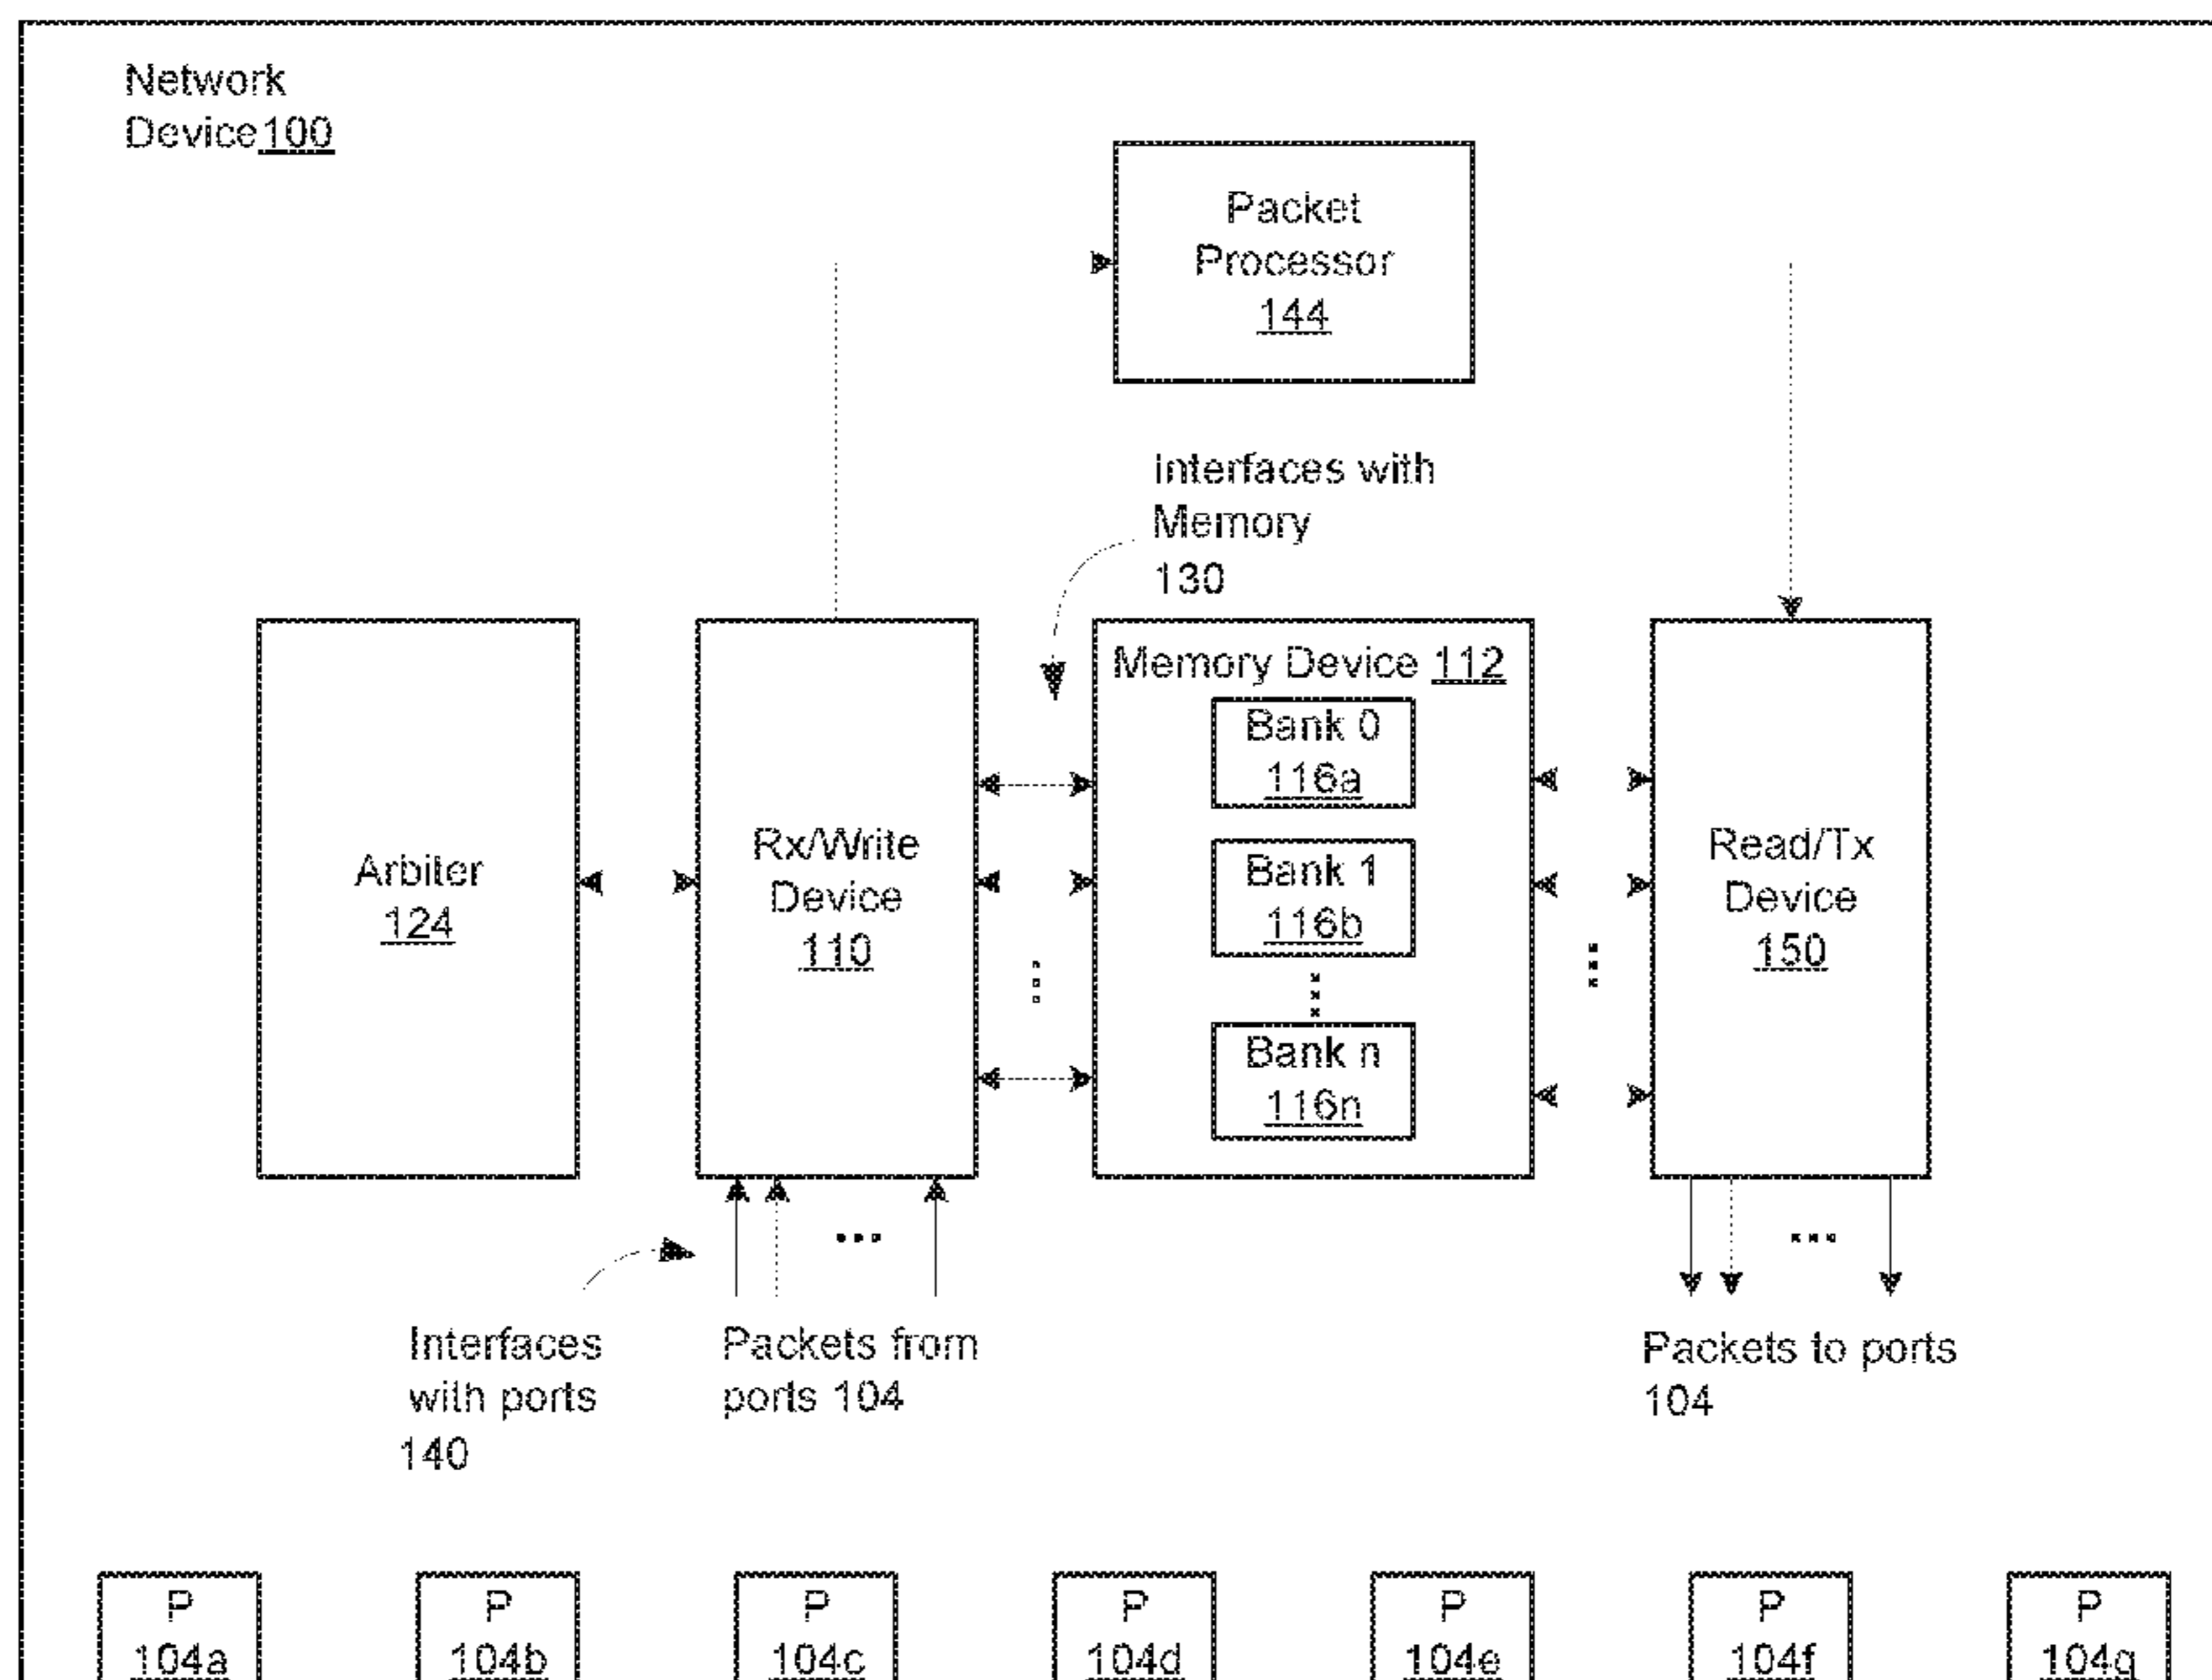 Network
Device 100
Packet
Processor
144
Interfaces with
Memory
130
Arbiter
124
Rx/Write
Device
110
Memory Device 112
Bank 0
116a
Bank 1
116b
Bank n
116n
Read/Tx
Device
150
Interfaces
with ports
140
Packets from
ports 104
Packets to ports
104
P
104a
P
104b
P
104c
P
104d
P
104e
P
104f
P
104g